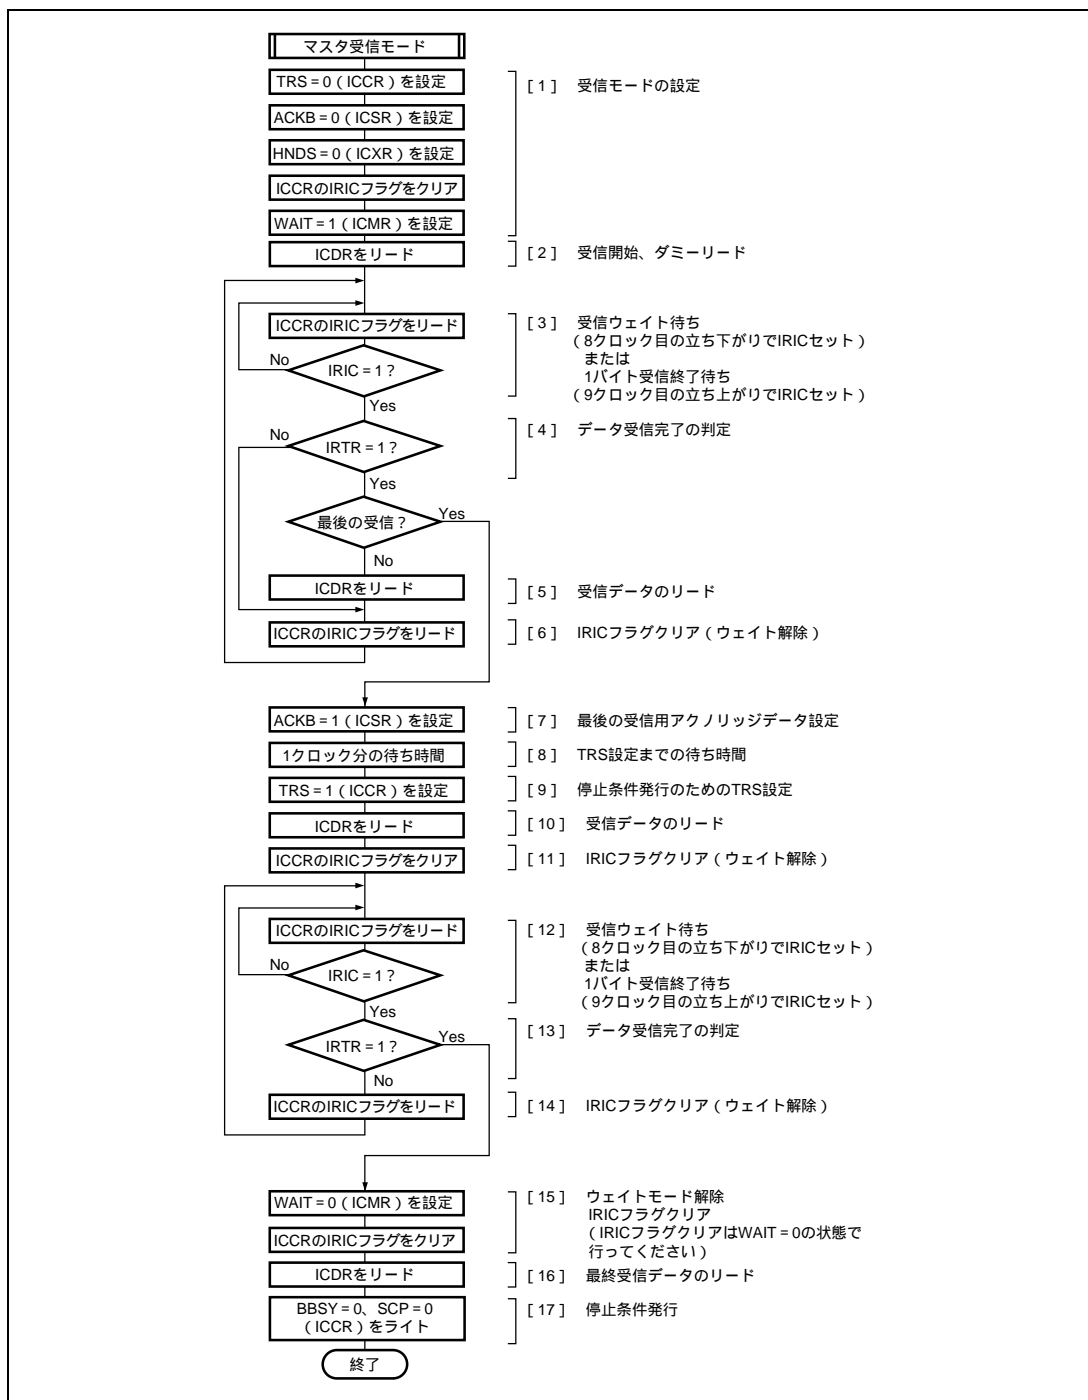 マスタ受信モード
TRS = 0 ( ICCR ) を設定
[ 1 ] 受信モードの設定
ACKB = 0 ( ICSR ) を設定
HNDS = 0 ( ICXR ) を設定
ICCRのIRICフラグをクリア
WAIT = 1 ( ICMR ) を設定
ICDRをリード
[ 2 ] 受信開始、ダミーリード
ICCRのIRICフラグをリード
[ 3 ] 受信ウェイト待ち
( 8クロック目の立ち下がりでIRICセット )
または
1バイト受信終了待ち
( 9クロック目の立ち上がりでIRICセット )
No
IRIC = 1 ?
Yes
No
IRTR = 1 ?
[ 4 ] データ受信完了の判定
Yes
最後の受信 ?
Yes
No
ICDRをリード
[ 5 ] 受信データのリード
ICCRのIRICフラグをリード
[ 6 ] IRICフラグクリア ( ウェイト解除 )
ACKB = 1 ( ICSR ) を設定
[ 7 ] 最後の受信用アクノリッジデータ設定
1クロック分の待ち時間
[ 8 ] TRS設定までの待ち時間
TRS = 1 ( ICCR ) を設定
[ 9 ] 停止条件発行のためのTRS設定
ICDRをリード
[ 10 ] 受信データのリード
ICCRのIRICフラグをクリア
[ 11 ] IRICフラグクリア ( ウェイト解除 )
ICCRのIRICフラグをリード
[ 12 ] 受信ウェイト待ち
( 8クロック目の立ち下がりでIRICセット )
または
1バイト受信終了待ち
( 9クロック目の立ち上がりでIRICセット )
No
IRIC = 1 ?
Yes
IRTR = 1 ?
Yes
[ 13 ] データ受信完了の判定
No
ICCRのIRICフラグをリード
[ 14 ] IRICフラグクリア ( ウェイト解除 )
WAIT = 0 ( ICMR ) を設定
[ 15 ] ウェイトモード解除
IRICフラグクリア
( IRICフラグクリアはWAIT = 0の状態で
行ってください )
ICCRのIRICフラグをクリア
ICDRをリード
[ 16 ] 最終受信データのリード
BBSY = 0、SCP = 0
( ICCR ) をライト
[ 17 ] 停止条件発行
終了